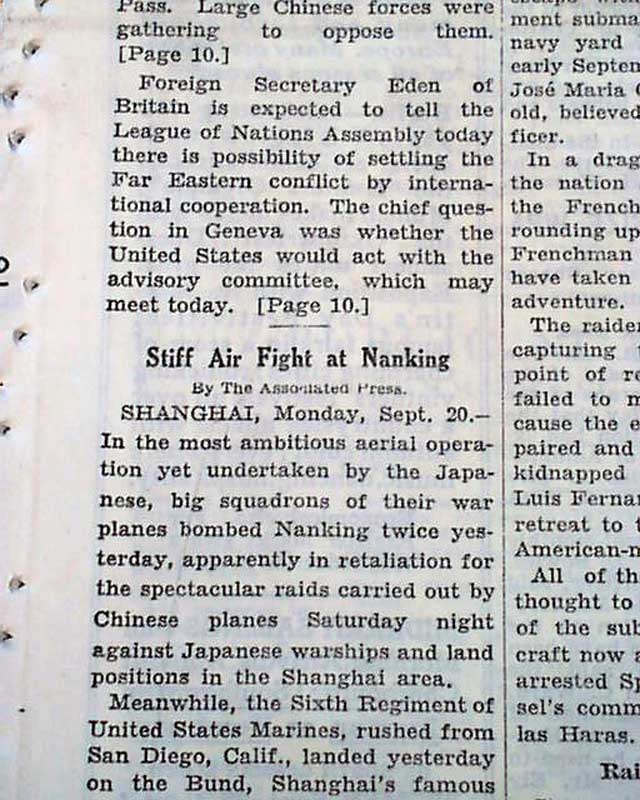 Pass. Large Chinese forces were
gathering to oppose them.
[Page 10.]
Foreign Secretary Eden of
Britain is expected to tell the
League of Nations Assembly today
there is possibility of settling the
Far Eastern conflict by interna-
tional cooperation. The chief ques-
tion in Geneva was whether the
United States would act with the
advisory committee, which may
meet today. [Page 10.]
Stiff Air Fight at Nanking
By The Associated Press.
SHANGHAI, Monday, Sept. 20.—
In the most ambitious aerial opera-
tion yet undertaken by the Japa-
nese, big squadrons of their war
planes bombed Nanking twice yes-
terday, apparently in retaliation for
the spectacular raids carried out by
Chinese planes Saturday night
against Japanese warships and land
positions in the Shanghai area.
Meanwhile, the Sixth Regiment of
United States Marines, rushed from
San Diego, Calif., landed yesterday
on the Bund, Shanghai's famous
ment subma
navy yard
early Septem
José Maria
old, believed
ficer.
In a drag
the nation
the French
rounding up
Frenchman
have taken
adventure.
The raider
capturing
point of re
failed to m
cause the e
paired and
kidnapped
Luis Fernan
retreat to t
American-m
All of th
thought to
of the sub
craft now a
arrested Sp
sel's comm
las Haras.
Rai